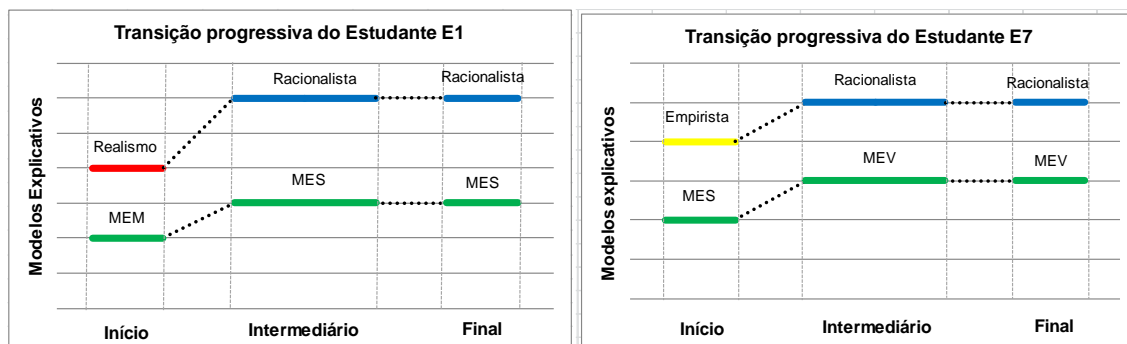 Transição progressiva do Estudante E1
Modelos Explicativos
Racionalista
Racionalista
Realismo
MES
MES
MEM
Início
Intermediário
Final
Transição progressiva do Estudante E7
Modelos explicativos
Racionalista
Racionalista
Empirista
MEV
MEV
MES
Início
Intermediário
Final